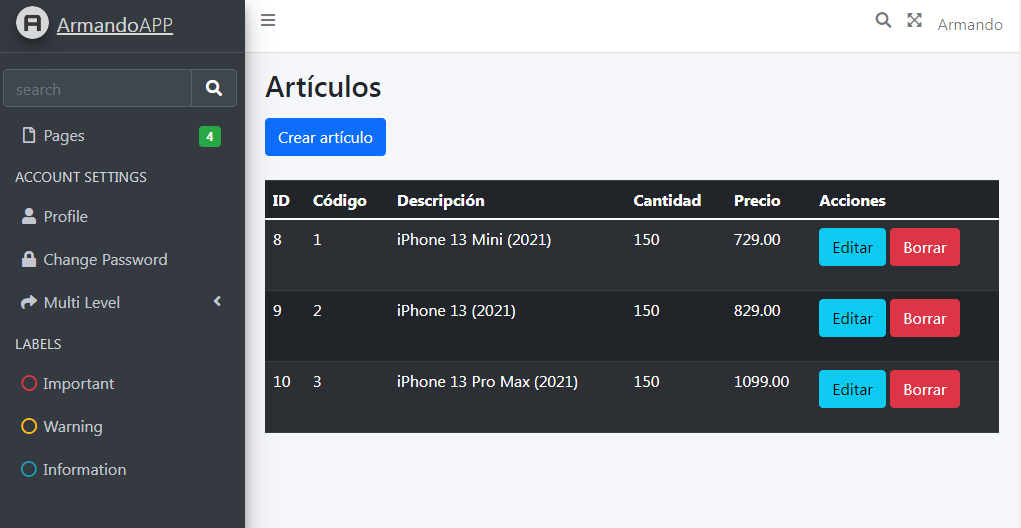 ArmandoAPP
Armando
search
Pages 4
ACCOUNT SETTINGS
Profile
Change Password
Multi Level
LABELS
Important
Warning
Information
Artículos
Crear artículo
ID Código Descripción Cantidad Precio Acciones
8 1 iPhone 13 Mini (2021) 150 729.00 Editar Borrar
9 2 iPhone 13 (2021) 150 829.00 Editar Borrar
10 3 iPhone 13 Pro Max (2021) 150 1099.00 Editar Borrar